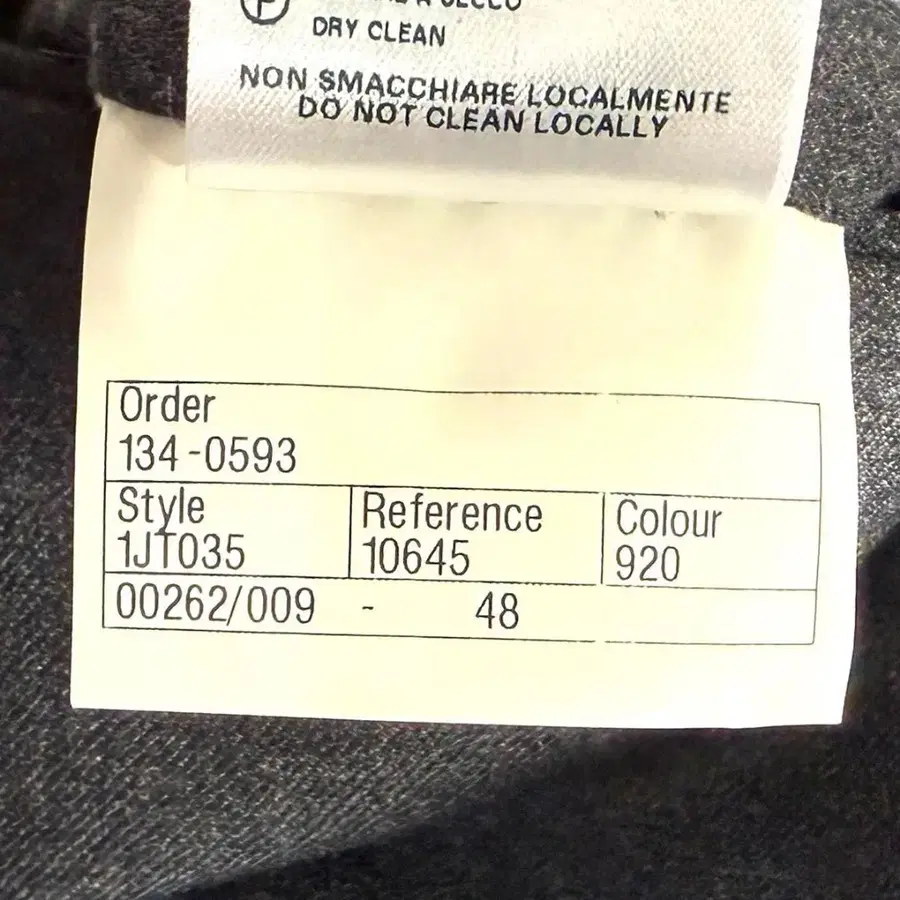 DRY CLEAN
NON SMACCHIARE LOCALMENTE
DO NOT CLEAN LOCALLY
Order
134-0593
Style Reference Colour
1JT035 10645 920
00262/009 - 48